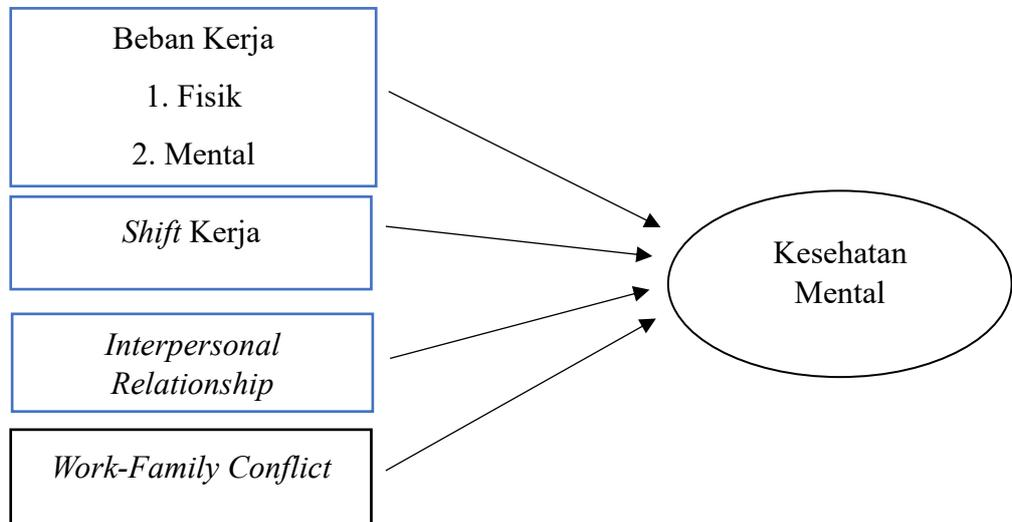 Beban Kerja
1. Fisik
2. Mental
Shift Kerja
Interpersonal
Relationship
Work-Family Conflict
Kesehatan
Mental